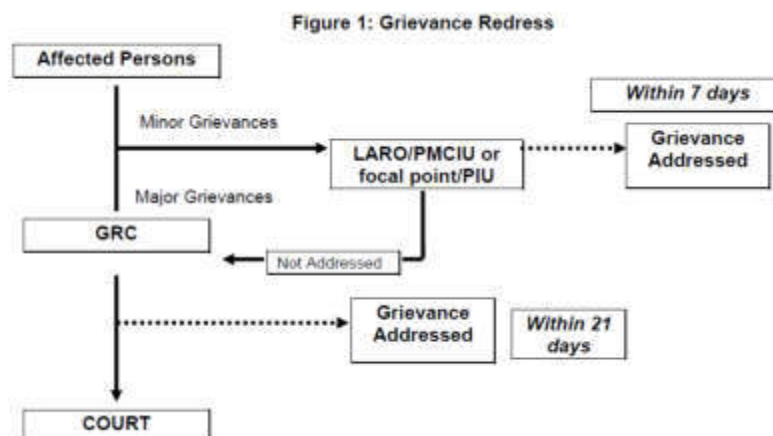 Figure 1: Grievance Redress
Affected Persons
Within 7 days
Minor Grievances
LARO/PMCIU or
focal point/PIU
Grievance
Addressed
Major Grievances
GRC
Not Addressed
Grievance
Addressed
Within 21
days
COURT